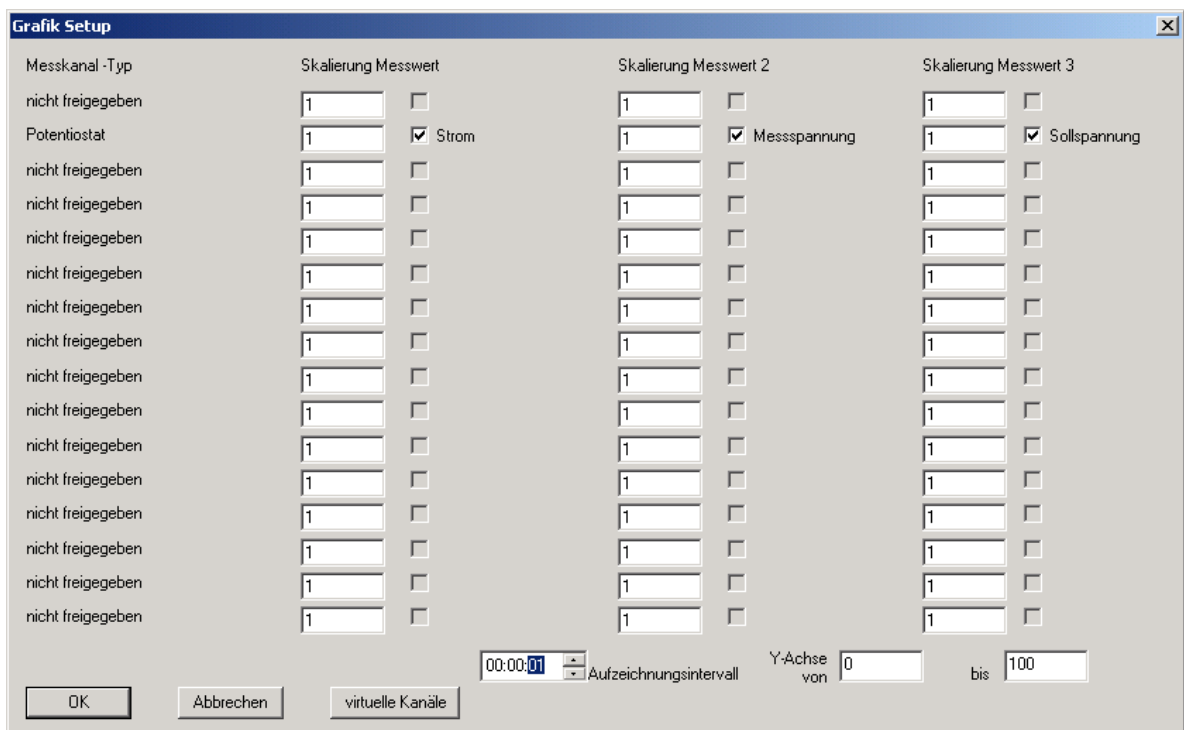 Grafik Setup
Messkanal -Typ Skalierung Messwert Skalierung Messwert 2 Skalierung Messwert 3
nicht freigegeben 1 1 1
Potentiostat 1 Strom 1 Messspannung 1 Sollspannung
nicht freigegeben 1 1 1
nicht freigegeben 1 1 1
nicht freigegeben 1 1 1
nicht freigegeben 1 1 1
nicht freigegeben 1 1 1
nicht freigegeben 1 1 1
nicht freigegeben 1 1 1
nicht freigegeben 1 1 1
nicht freigegeben 1 1 1
nicht freigegeben 1 1 1
nicht freigegeben 1 1 1
nicht freigegeben 1 1 1
nicht freigegeben 1 1 1
nicht freigegeben 1 1 1
00:00:01 Aufzeichnungsintervall Y-Achse von 0 bis 100
OK Abbrechen virtuelle Kanäle